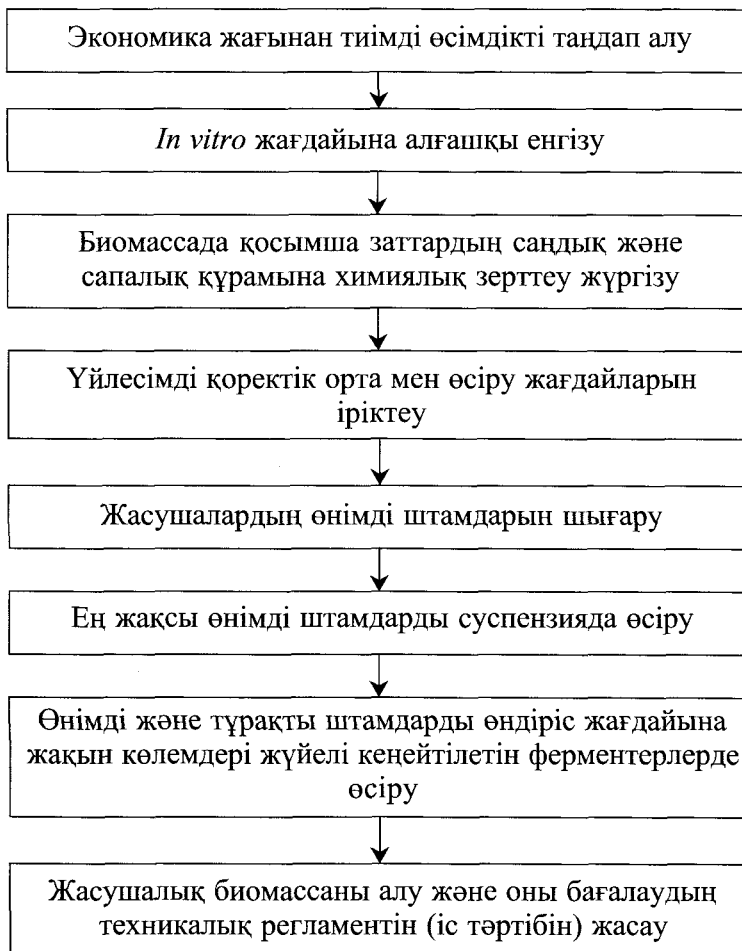 Экономика жағынан тиімді өсімдікті таңдап алу
In vitro жағдайына алғашқы енгізу
Биомассада қосымша заттардың саңдық және
сапалық құрамына химиялық зерттеу жүргізу
Үйлесімді қоректік орта мен өсіру жағдайларын
іріктеу
Жасушалардың өнімді штамдарын шығару
Ең жақсы өнімді штамдарды суспензияда өсіру
Өнімді және тұрақты штамдарды өндіріс жағдайына
жақын көлемдері жүйелі кеңейтілетін ферментерлерде
өсіру
Жасушалық биомассаны алу және оны бағалаудың
техникалық регламентін (іс тәртібін) жасау